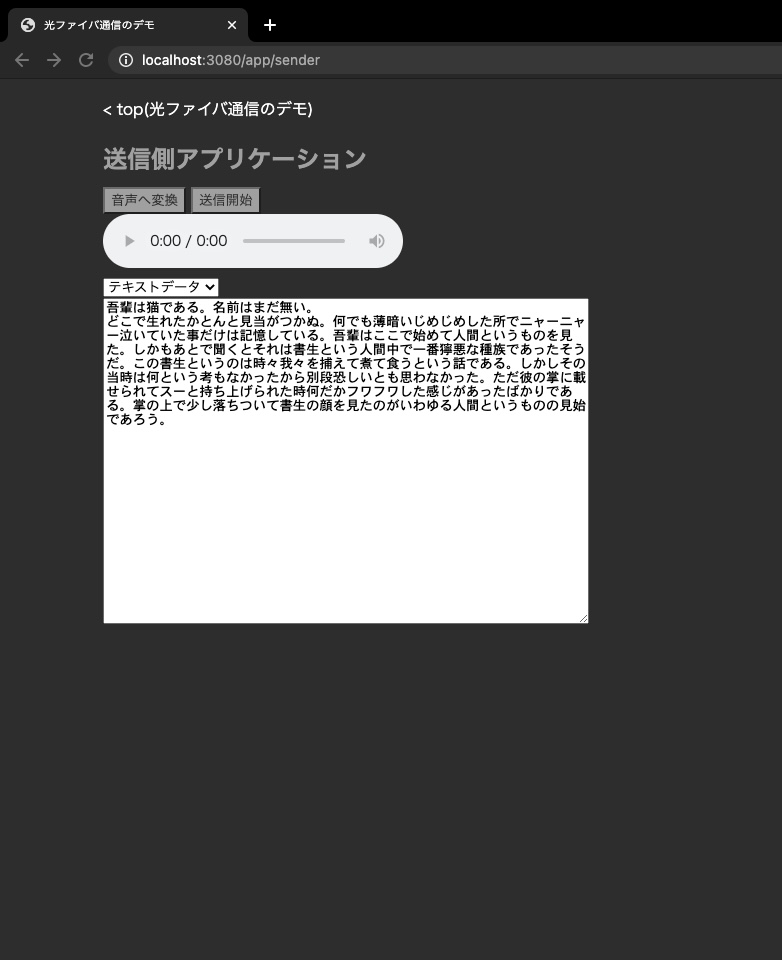 光ファイバ通信のデモ
localhost:3080/app/sender
< top(光ファイバ通信のデモ)
送信側アプリケーション
音声へ変換 送信開始
0:00 / 0:00
テキストデータ
吾輩は猫である。名前はまだ無い。
どこで生れたかとんと見当がつかぬ。何でも薄暗いじめじめした所でニャーニャ
ー泣いていた事だけは記憶している。吾輩はここで始めて人間というものを見
た。しかもあとで聞くとそれは書生という人間中で一番獰悪な種族であったそう
だ。この書生というのは時々我々を捕えて煮て食うという話である。しかしその
当時は何という考もなかったから別段恐しいとも思わなかった。ただ彼の掌に載
せられてスーと持ち上げられた時何だかフワフワした感じがあったばかりであ
る。掌の上で少し落ちついて書生の顔を見たのがいわゆる人間というものの見始
であろう。